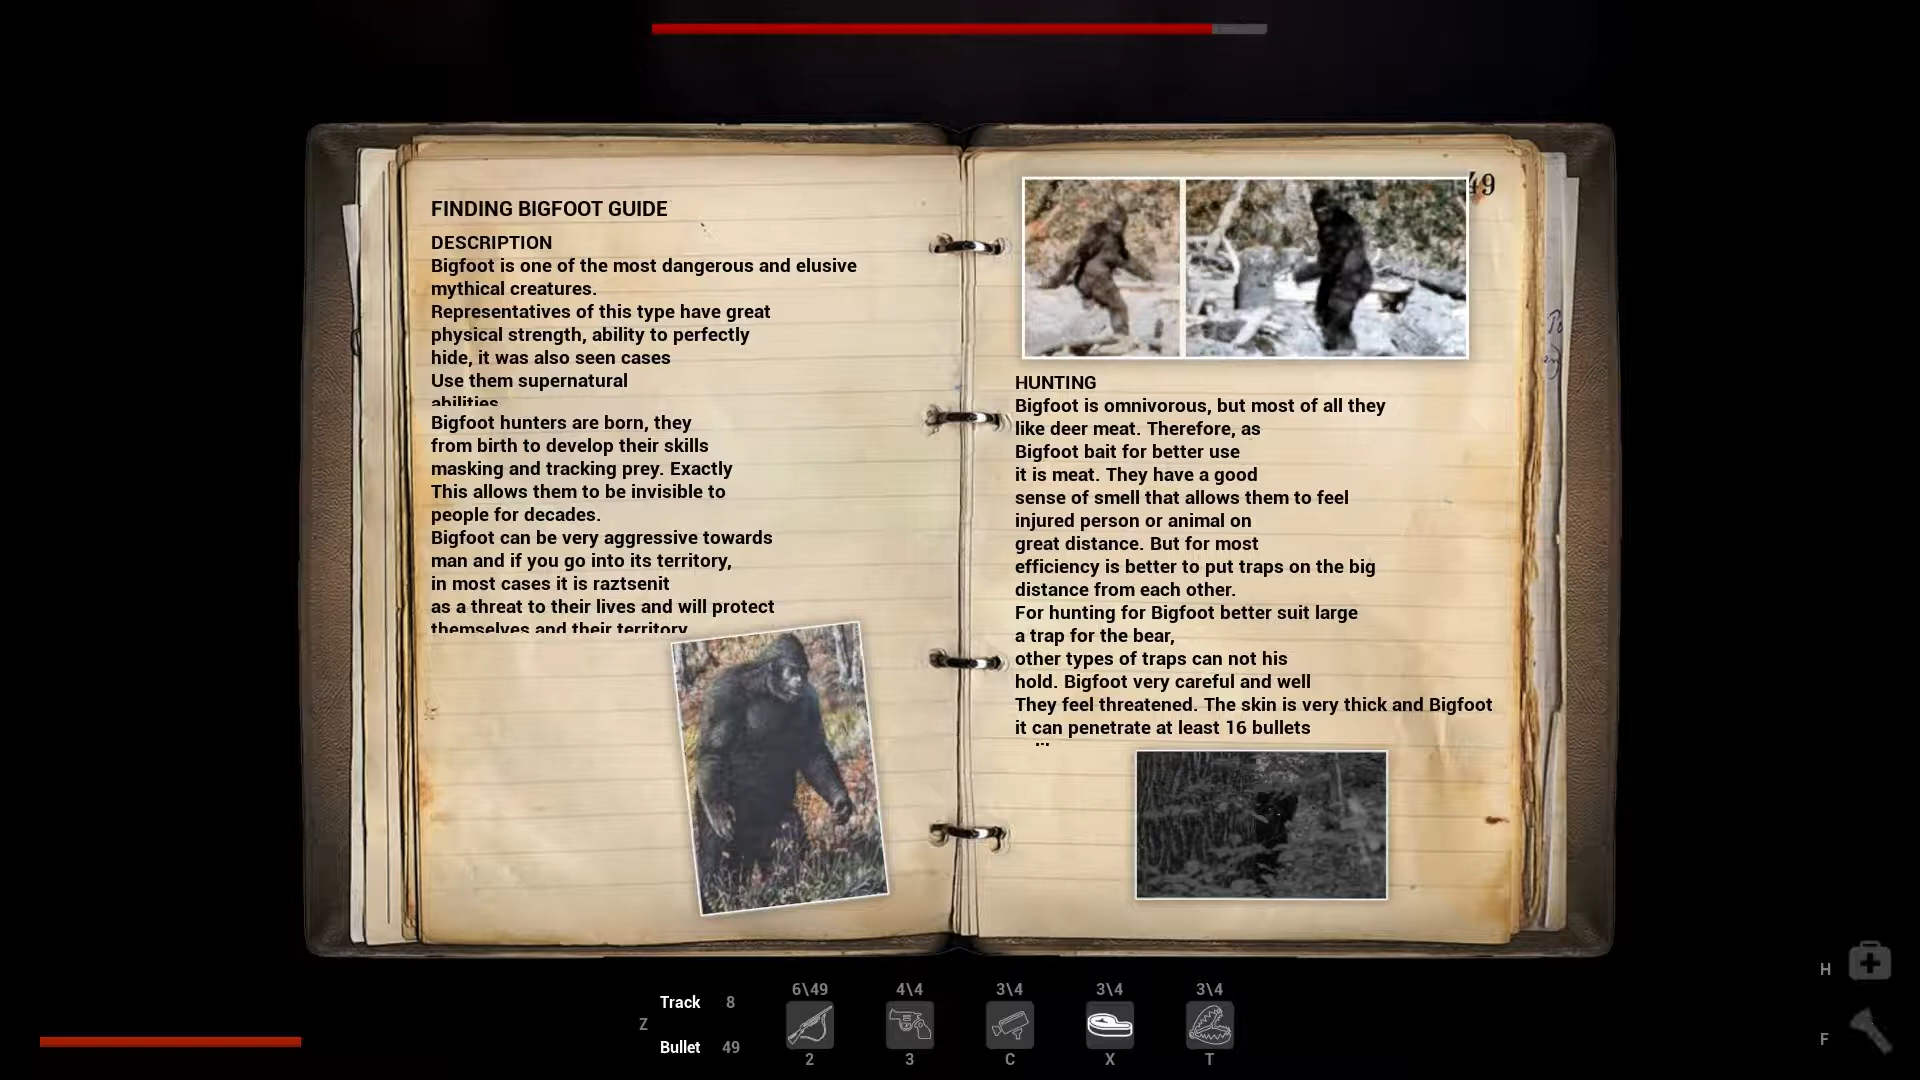 FINDING BIGFOOT GUIDE
DESCRIPTION
Bigfoot is one of the most dangerous and elusive
mythical creatures.
Representatives of this type have great
physical strength, ability to perfectly
hide, it was also seen cases
Use them supernatural
abilities
Bigfoot hunters are born, they
from birth to develop their skills
masking and tracking prey. Exactly
This allows them to be invisible to
people for decades.
Bigfoot can be very aggressive towards
man and if you go into its territory,
in most cases it is raztsenit
as a threat to their lives and will protect
themselves and their territory
49
HUNTING
Bigfoot is omnivorous, but most of all they
like deer meat. Therefore, as
Bigfoot bait for better use
it is meat. They have a good
sense of smell that allows them to feel
injured person or animal on
great distance. But for most
efficiency is better to put traps on the big
distance from each other.
For hunting for Bigfoot better suit large
a trap for the bear,
other types of traps can not his
hold. Bigfoot very careful and well
They feel threatened. The skin is very thick and Bigfoot
it can penetrate at least 16 bullets
Z
Track 8
Bullet 49
6\49 4\4 3\4 3\4 3\4
2 3 C X T
H
F